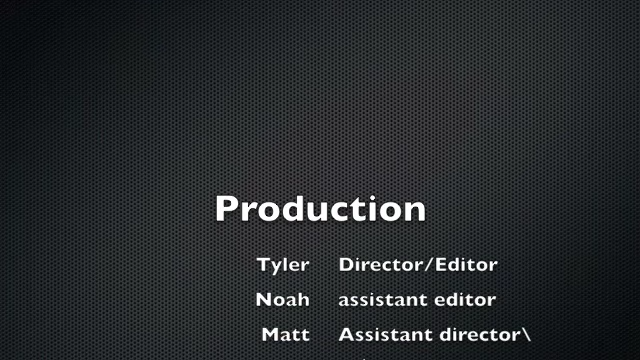 Production
Tyler Director/Editor
Noah assistant editor
Matt Assistant director\